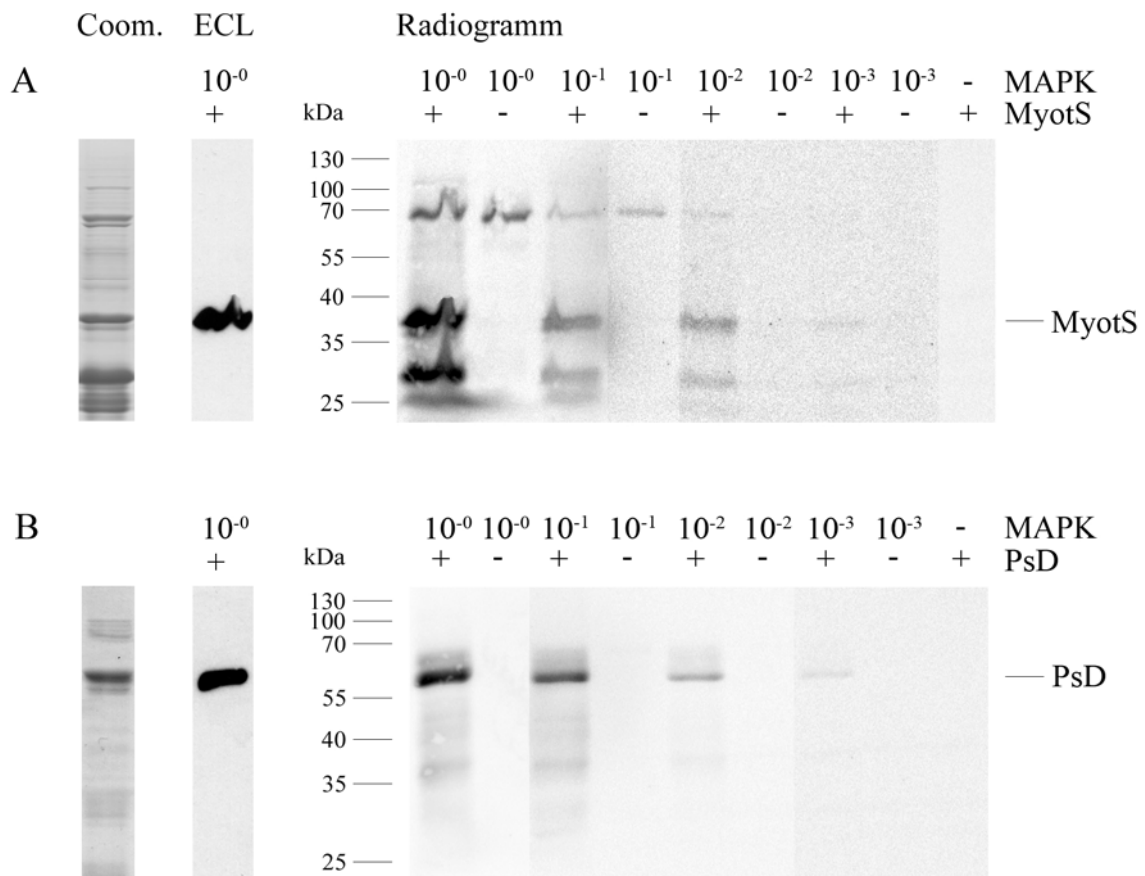 Coom. ECL Radiogramm
A 10⁻⁰ 10⁻⁰ 10⁻⁰ 10⁻¹ 10⁻¹ 10⁻² 10⁻² 10⁻³ 10⁻³ - MAPK
+ kDa + - + - + - + - + MyotS
130
100
70
55
40
35
25
MyotS
B 10⁻⁰ 10⁻⁰ 10⁻⁰ 10⁻¹ 10⁻¹ 10⁻² 10⁻² 10⁻³ 10⁻³ - MAPK
+ kDa + - + - + - + - + PsD
130
100
70
55
40
35
25
PsD